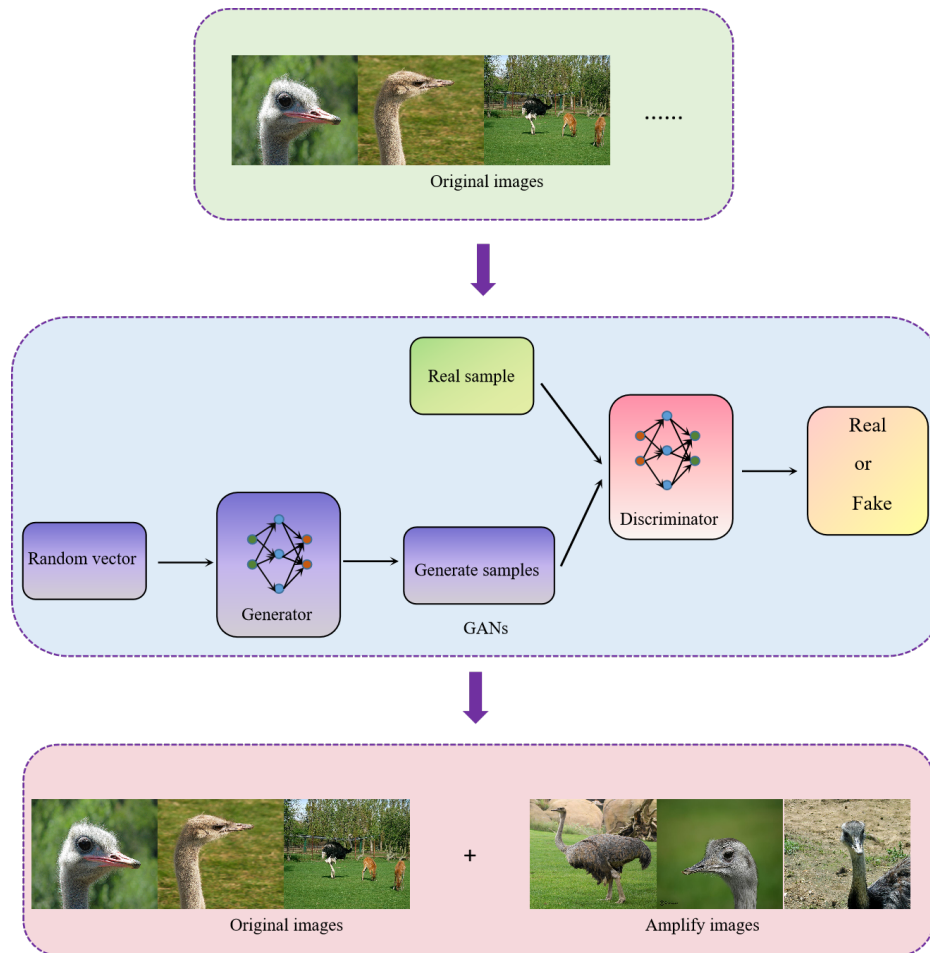 ......
Original images
Real sample
Real
or
Fake
Discriminator
Random vector
Generate samples
Generator
GANs
+
Original images
Amplify images